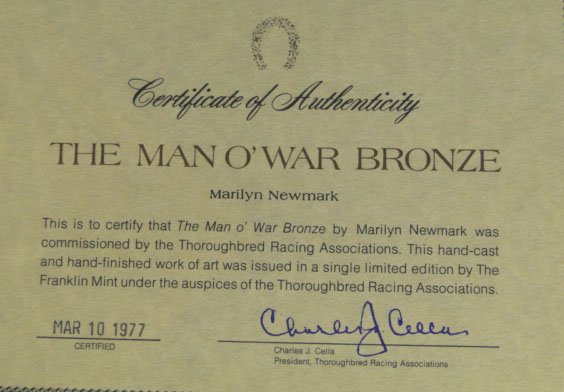 Certificate of Authenticity
THE MAN O'WAR BRONZE
Marilyn Newmark
This is to certify that The Man o' War Bronze by Marilyn Newmark was
commissioned by the Thoroughbred Racing Associations. This hand-cast
and hand-finished work of art was issued in a single limited edition by The
Franklin Mint under the auspices of the Thoroughbred Racing Associations.
MAR 10 1977
CERTIFIED
Charles J. Cella
Charles J. Cella
President, Thoroughbred Racing Associations